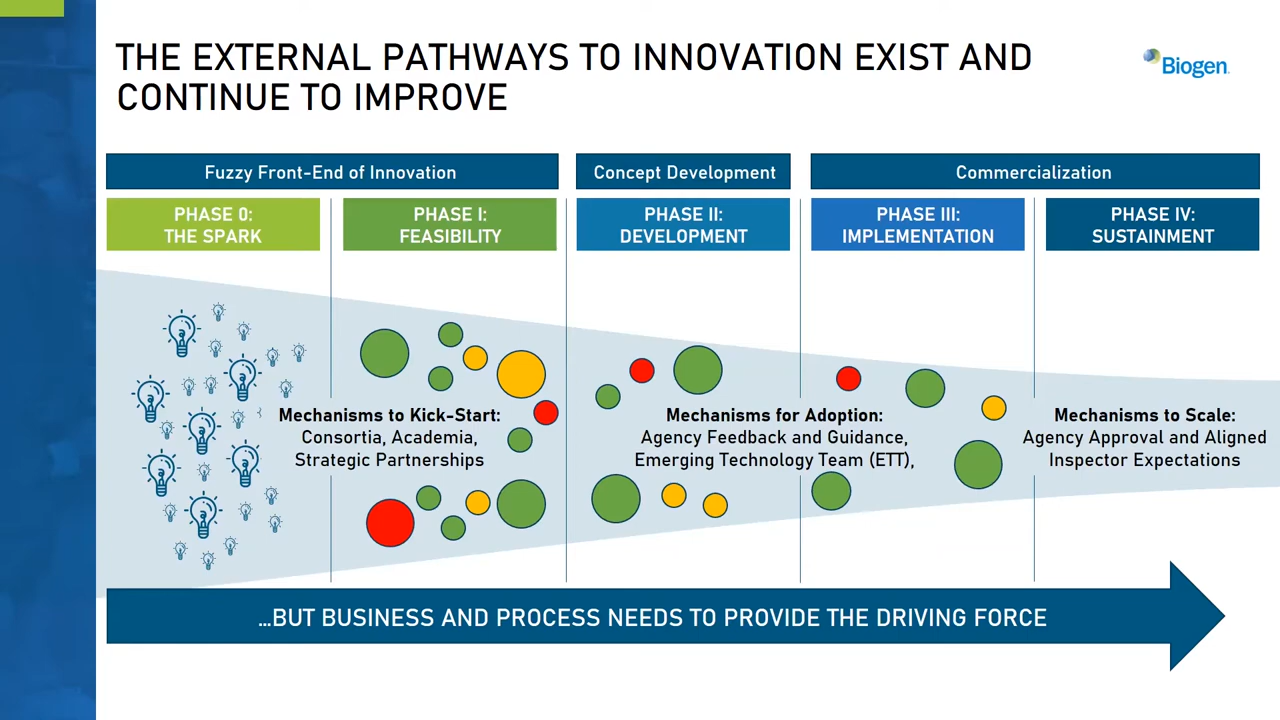 THE EXTERNAL PATHWAYS TO INNOVATION EXIST AND
CONTINUE TO IMPROVE
Biogen
Fuzzy Front-End of Innovation
Concept Development
Commercialization
PHASE 0:
THE SPARK
PHASE I:
FEASIBILITY
PHASE II:
DEVELOPMENT
PHASE III:
IMPLEMENTATION
PHASE IV:
SUSTAINMENT
Mechanisms to Kick-Start:
Consortia, Academia,
Strategic Partnerships
Mechanisms for Adoption:
Agency Feedback and Guidance,
Emerging Technology Team (ETT),
Mechanisms to Scale:
Agency Approval and Aligned
Inspector Expectations
...BUT BUSINESS AND PROCESS NEEDS TO PROVIDE THE DRIVING FORCE